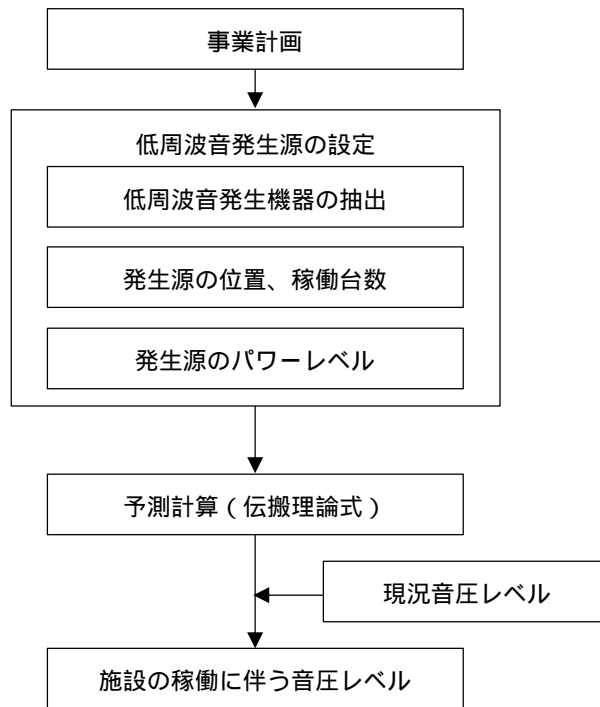 事業計画
低周波音発生源の設定
低周波音発生機器の抽出
発生源の位置、稼働台数
発生源のパワーレベル
予測計算（伝搬理論式）
現況音圧レベル
施設の稼働に伴う音圧レベル